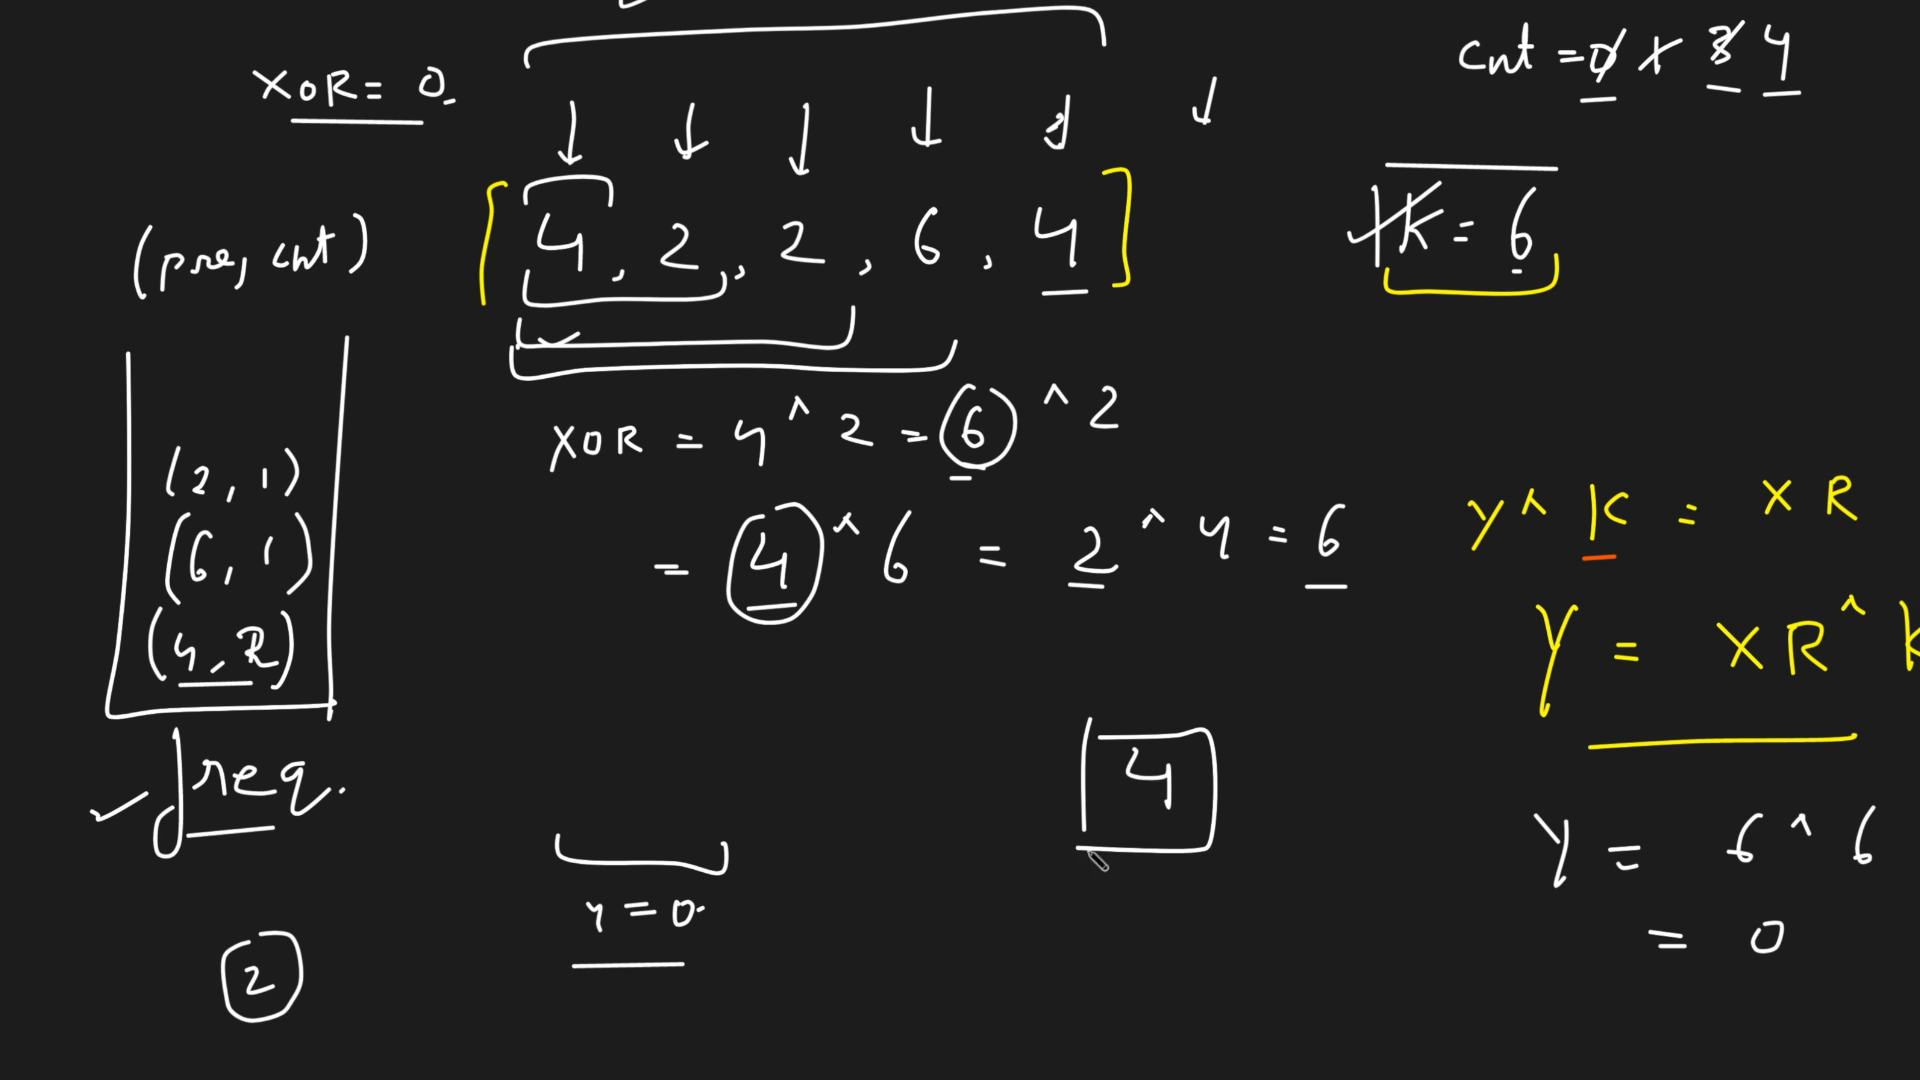 cnt = 0 1 3 4
XOR = 0
[4, 2, 2, 6, 4]
K = 6
(pre, cnt)
XOR = 4 ^ 2 = 6 ^ 2
(2, 1)
= 4 ^ 6 = 2 ^ 4 = 6
Y ^ K = XR
(6, 1)
(4, 2)
Y = XR ^ K
freq.
4
Y = 6 ^ 6
Y = 0
= 0
2